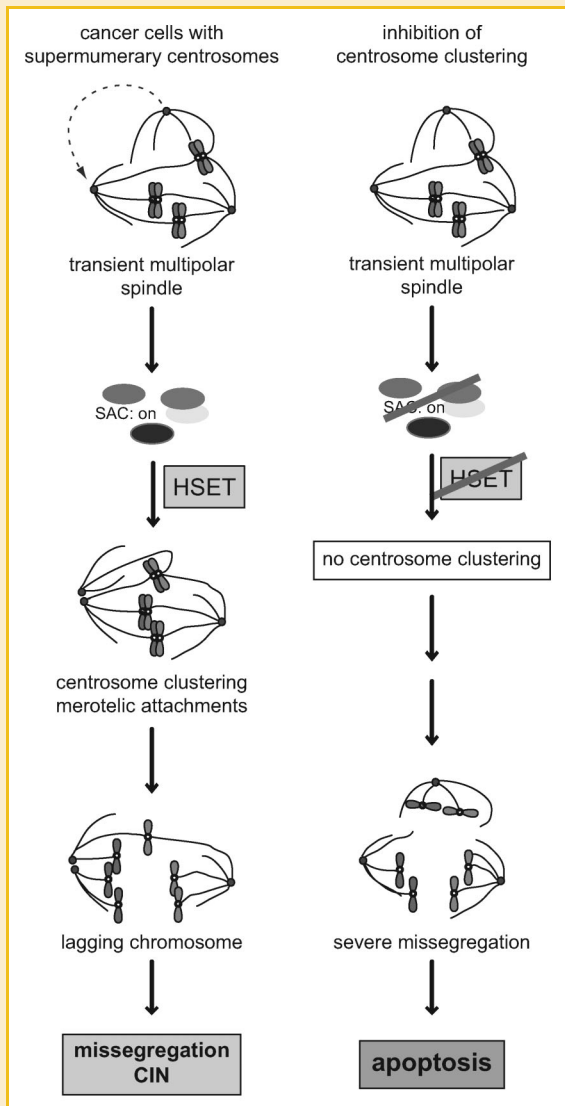 cancer cells with
supermumerary centrosomes
transient multipolar
spindle
SAC: on
HSET
centrosome clustering
merotelic attachments
lagging chromosome
missegregation
CIN
inhibition of
centrosome clustering
transient multipolar
spindle
SAC: on
HSET
no centrosome clustering
severe missegregation
apoptosis